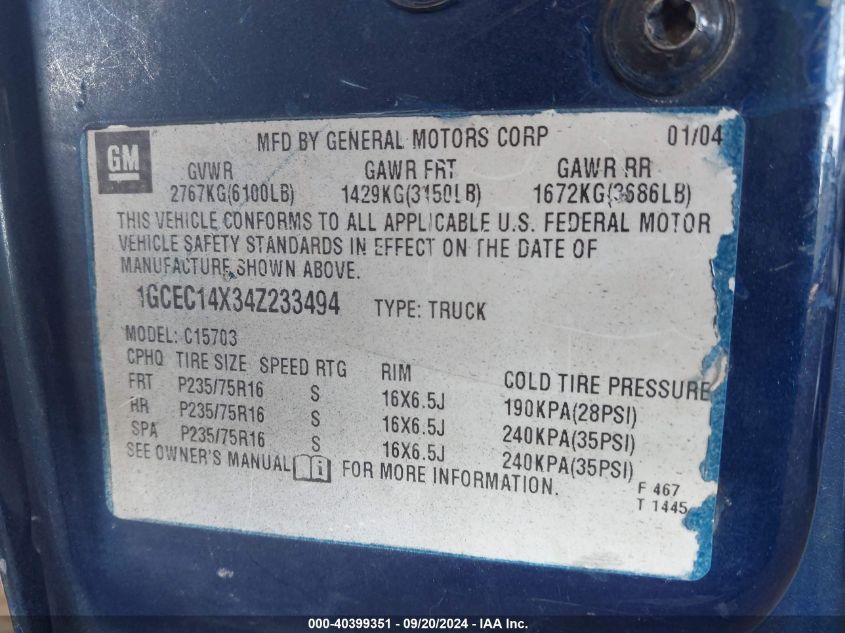 GM
MFD BY GENERAL MOTORS CORP 01/04
GVWR GAWR FRT GAWR RR
2767KG(6100LB) 1429KG(3150LB) 1672KG(3686LB)
THIS VEHICLE CONFORMS TO ALL APPLICABLE U.S. FEDERAL MOTOR
VEHICLE SAFETY STANDARDS IN EFFECT ON THE DATE OF
MANUFACTURE SHOWN ABOVE.
1GCEC14X34Z233494 TYPE: TRUCK
MODEL: C15703
CPHQ TIRE SIZE SPEED RTG RIM COLD TIRE PRESSURE
FRT P235/75R16 S 16X6.5J 190KPA(28PSI)
RR P235/75R16 S 16X6.5J 240KPA(35PSI)
SPA P235/75R16 S 16X6.5J 240KPA(35PSI)
SEE OWNER'S MANUAL i FOR MORE INFORMATION.
F 467
T 1445
000-40399351 - 09/20/2024 - IAA Inc.